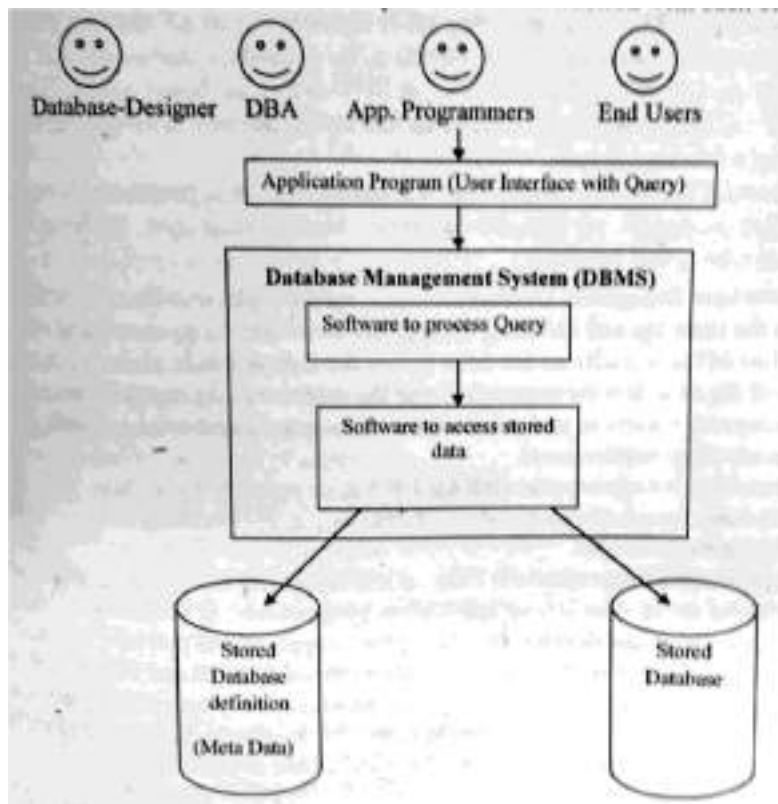 Database-Designer DBA App. Programmers End Users
Application Program (User Interface with Query)
Database Management System (DBMS)
Software to process Query
Software to access stored
data
Stored
Database
definition
(Meta Data)
Stored
Database